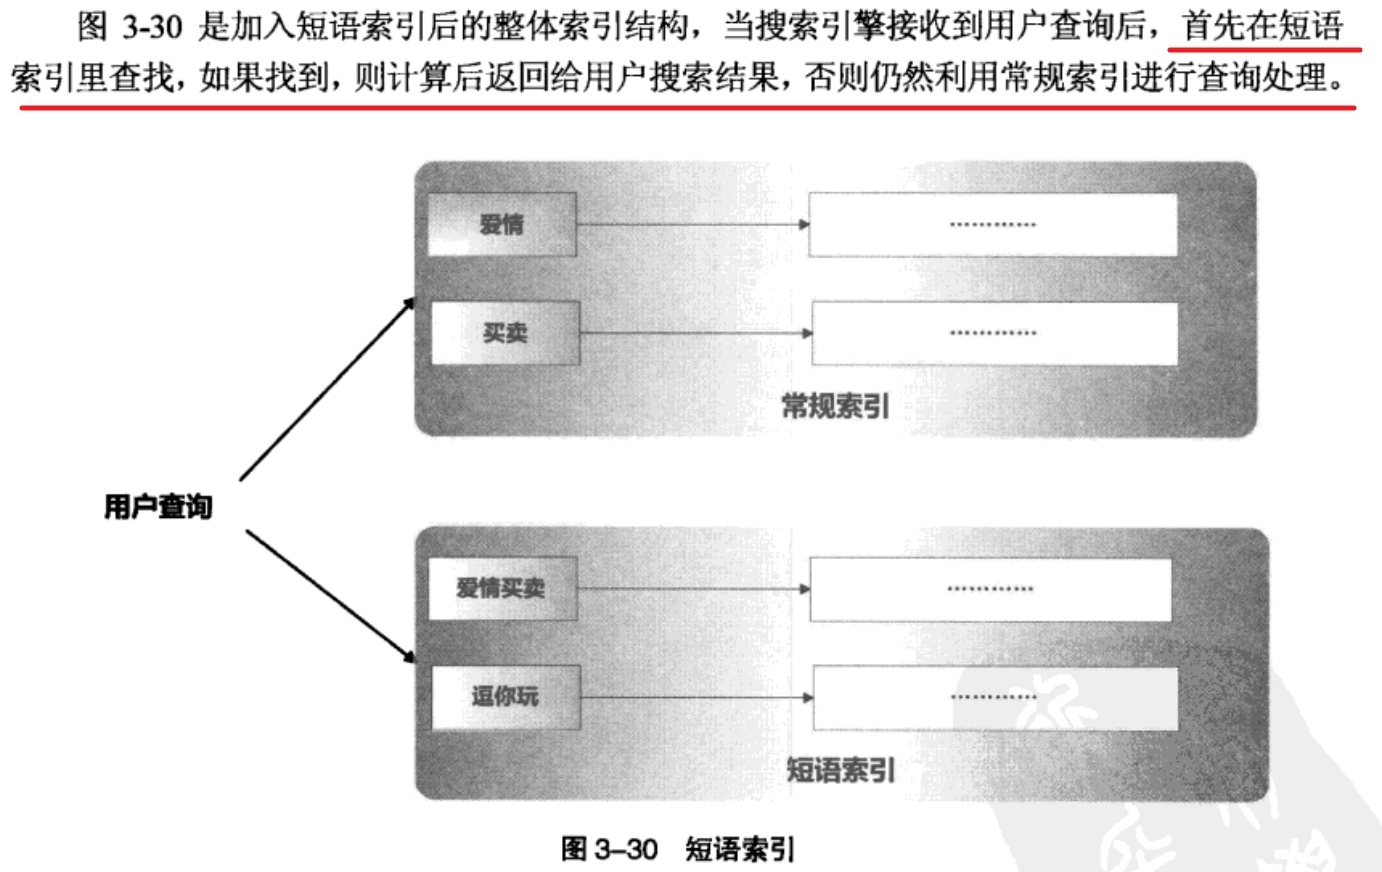 图 3-30 是加入短语索引后的整体索引结构，当搜索引擎接收到用户查询后，首先在短语
索引里查找，如果找到，则计算后返回给用户搜索结果，否则仍然利用常规索引进行查询处理。
爱情
…………
买卖
…………
常规索引
用户查询
爱情买卖
…………
逗你玩
…………
短语索引
图 3-30 短语索引